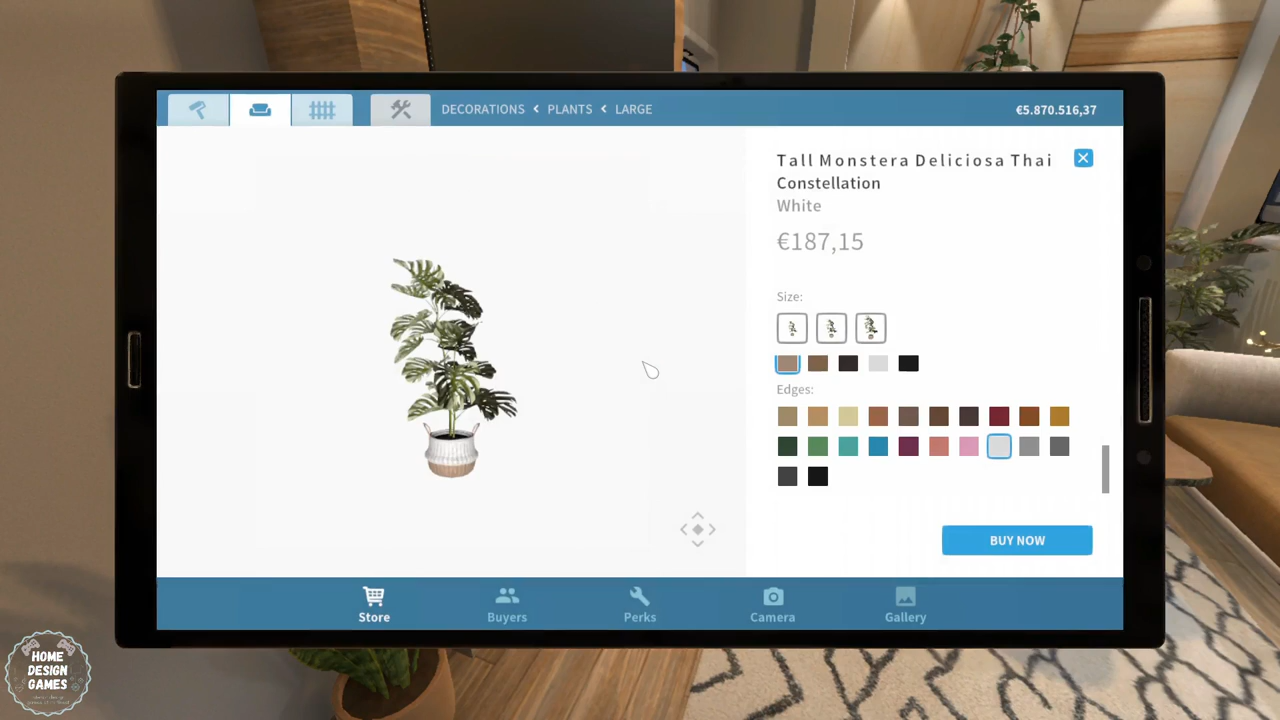 DECORATIONS < PLANTS < LARGE
€5.870.516,37
Tall Monstera Deliciosa Thai
Constellation
White
€187,15
Size:
Edges:
BUY NOW
Store
Buyers
Perks
Camera
Gallery
HOME
DESIGN
GAMES